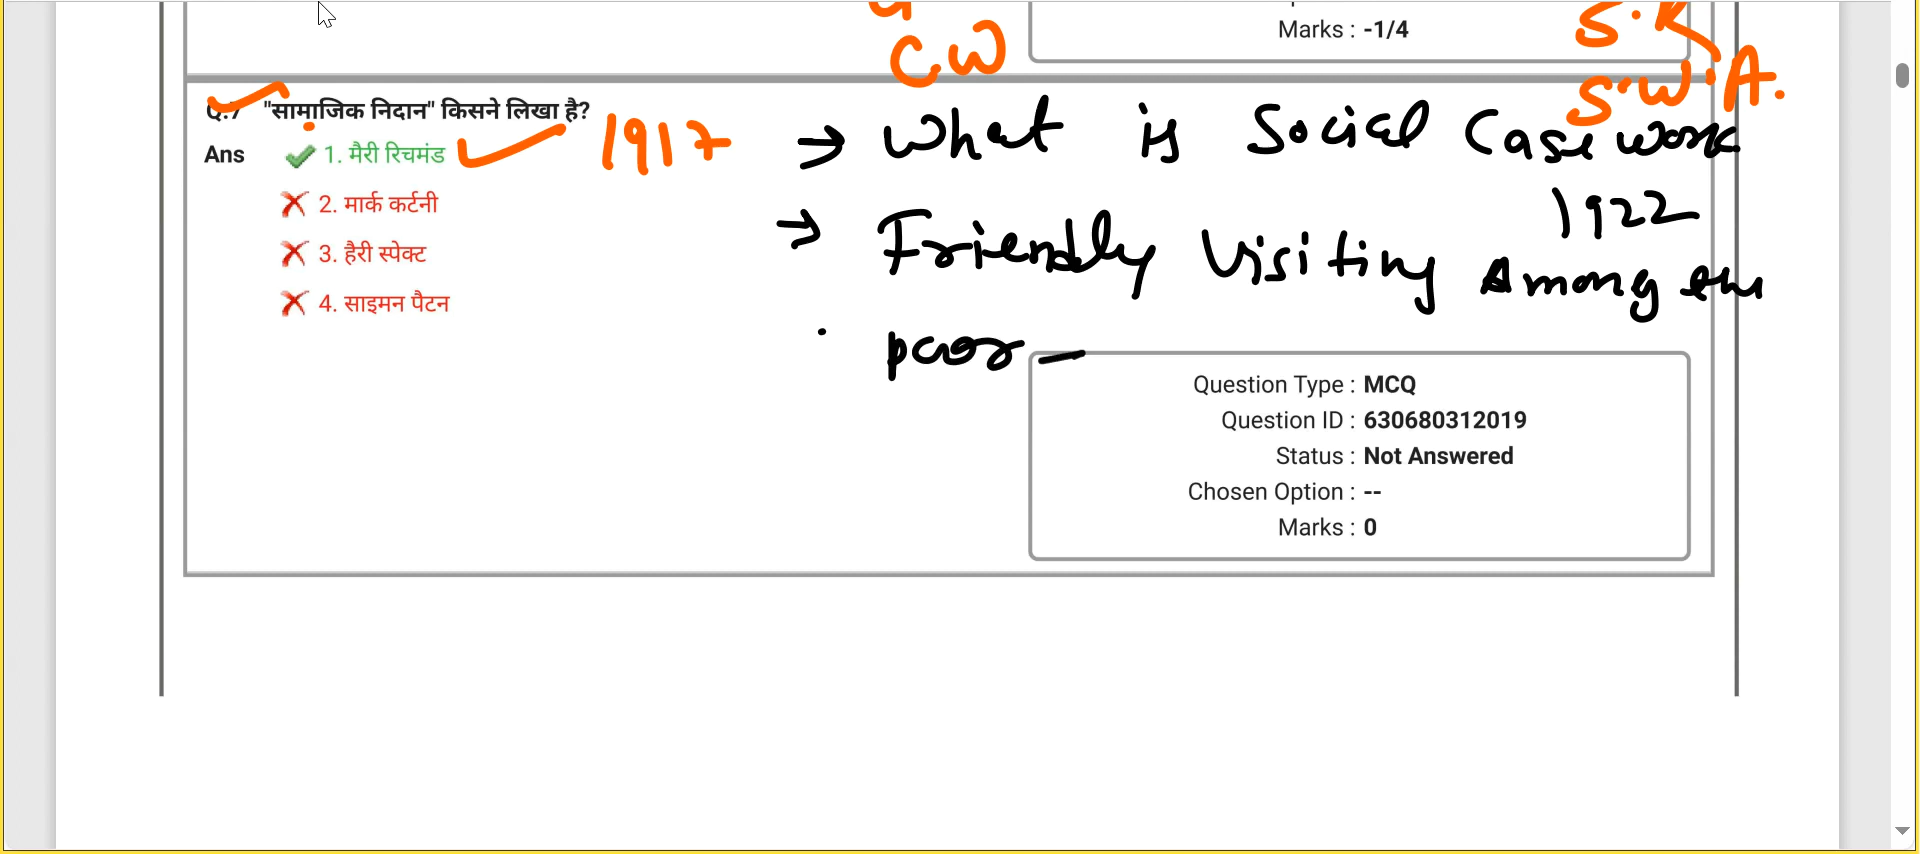 Marks : -1/4
S.R
CW
S.W.A.
Q.7 "सामाजिक निदान" किसने लिखा है?
Ans 1. मैरी रिचमंड
1917
→ What is Social Case work
1922
2. मार्क कर्टनी
→ Friendly Visiting Among the
3. हैरी स्पेक्ट
4. साइमन पैटन
poor —
Question Type : MCQ
Question ID : 630680312019
Status : Not Answered
Chosen Option : --
Marks : 0